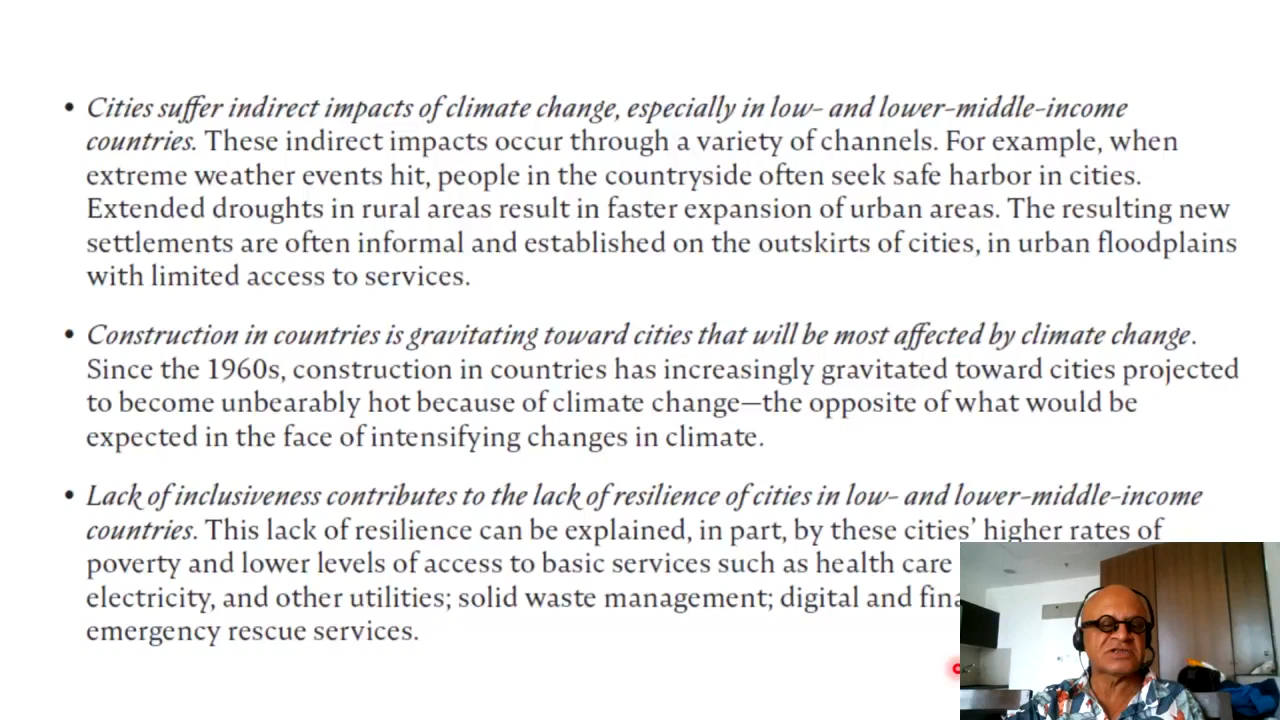 • Cities suffer indirect impacts of climate change, especially in low- and lower-middle-income
countries. These indirect impacts occur through a variety of channels. For example, when
extreme weather events hit, people in the countryside often seek safe harbor in cities.
Extended droughts in rural areas result in faster expansion of urban areas. The resulting new
settlements are often informal and established on the outskirts of cities, in urban floodplains
with limited access to services.
• Construction in countries is gravitating toward cities that will be most affected by climate change.
Since the 1960s, construction in countries has increasingly gravitated toward cities projected
to become unbearably hot because of climate change—the opposite of what would be
expected in the face of intensifying changes in climate.
• Lack of inclusiveness contributes to the lack of resilience of cities in low- and lower-middle-income
countries. This lack of resilience can be explained, in part, by these cities’ higher rates of
poverty and lower levels of access to basic services such as health care
electricity, and other utilities; solid waste management; digital and
emergency rescue services.